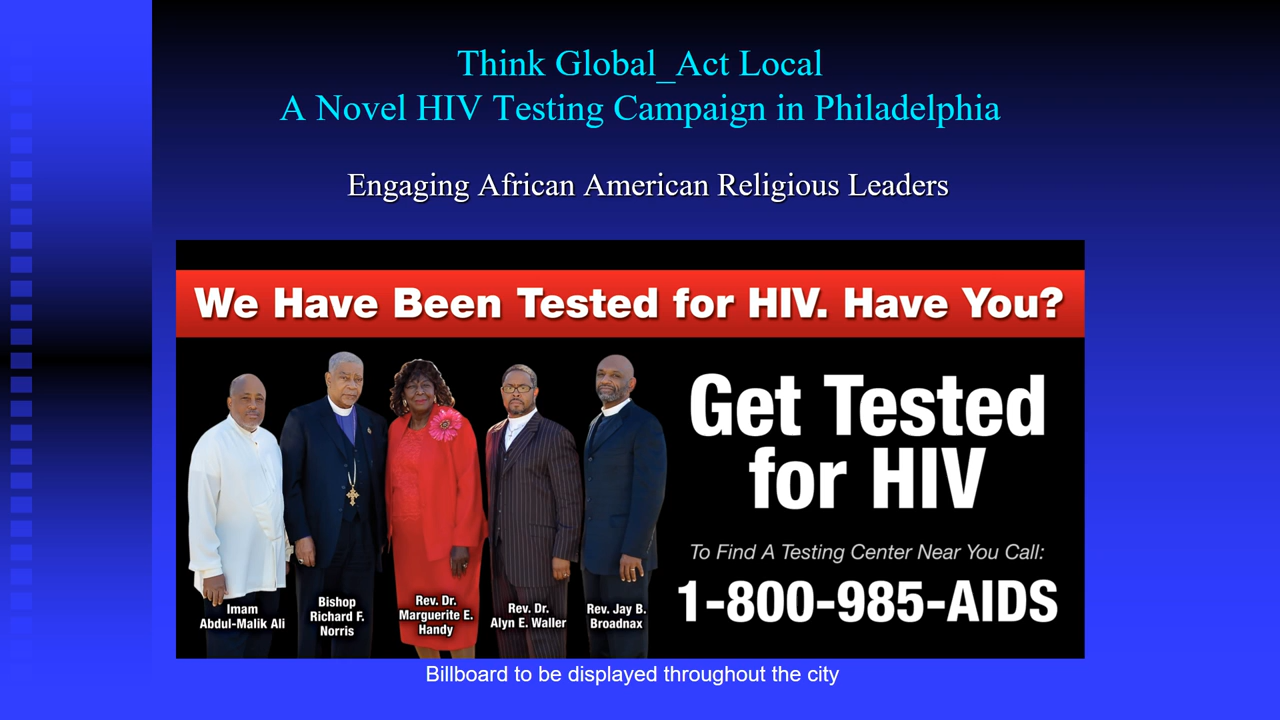 Think Global_Act Local
A Novel HIV Testing Campaign in Philadelphia
Engaging African American Religious Leaders
We Have Been Tested for HIV. Have You?
Get Tested
for HIV
To Find A Testing Center Near You Call:
1-800-985-AIDS
Imam
Abdul-Malik Ali
Bishop
Richard F.
Norris
Rev. Dr.
Marguerite E.
Handy
Rev. Dr.
Alyn E. Waller
Rev. Jay B.
Broadnax
Billboard to be displayed throughout the city